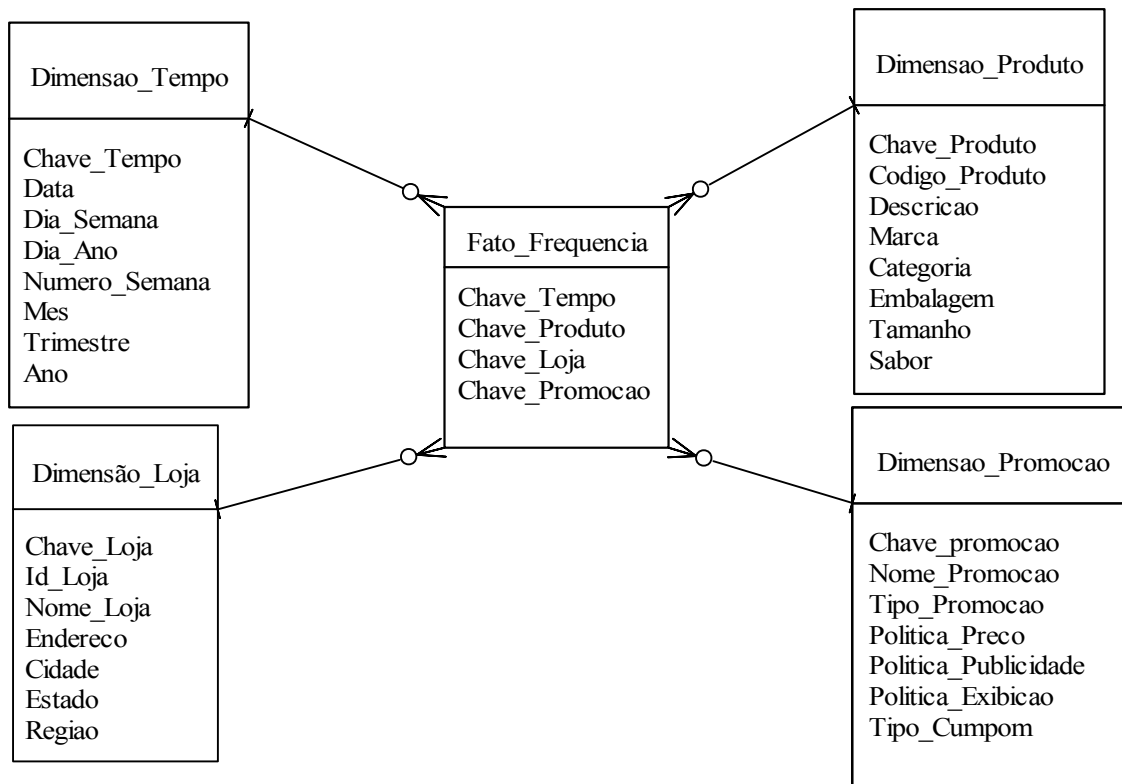 Dimensao_Tempo
Chave_Tempo
Data
Dia_Semana
Dia_Ano
Numero_Semana
Mes
Trimestre
Ano
Dimensao_Produto
Chave_Produto
Codigo_Produto
Descricao
Marca
Categoria
Embalagem
Tamanho
Sabor
Fato_Frequencia
Chave_Tempo
Chave_Produto
Chave_Loja
Chave_Promocao
Dimensão_Loja
Chave_Loja
Id_Loja
Nome_Loja
Endereco
Cidade
Estado
Regiao
Dimensao_Promocao
Chave_promocao
Nome_Promocao
Tipo_Promocao
Politica_Preco
Politica_Publicidade
Politica_Exibicao
Tipo_Cumpom